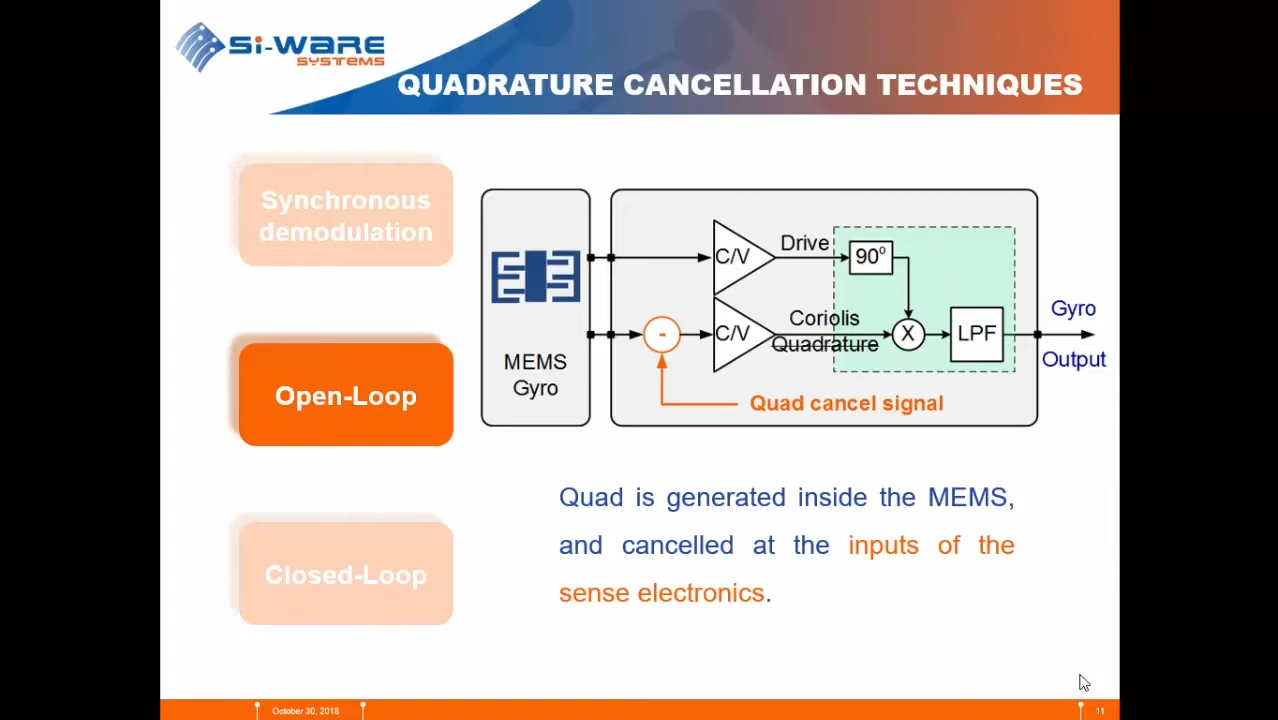 Si-WARE
SYSTEMS
QUADRATURE CANCELLATION TECHNIQUES
Synchronous
demodulation
Open-Loop
Closed-Loop
MEMS
Gyro
C/V
Drive
90°
C/V
Coriolis
Quadrature
X
LPF
Gyro
Output
-
Quad cancel signal
Quad is generated inside the MEMS,
and cancelled at the inputs of the
sense electronics.
October 30, 2018
11